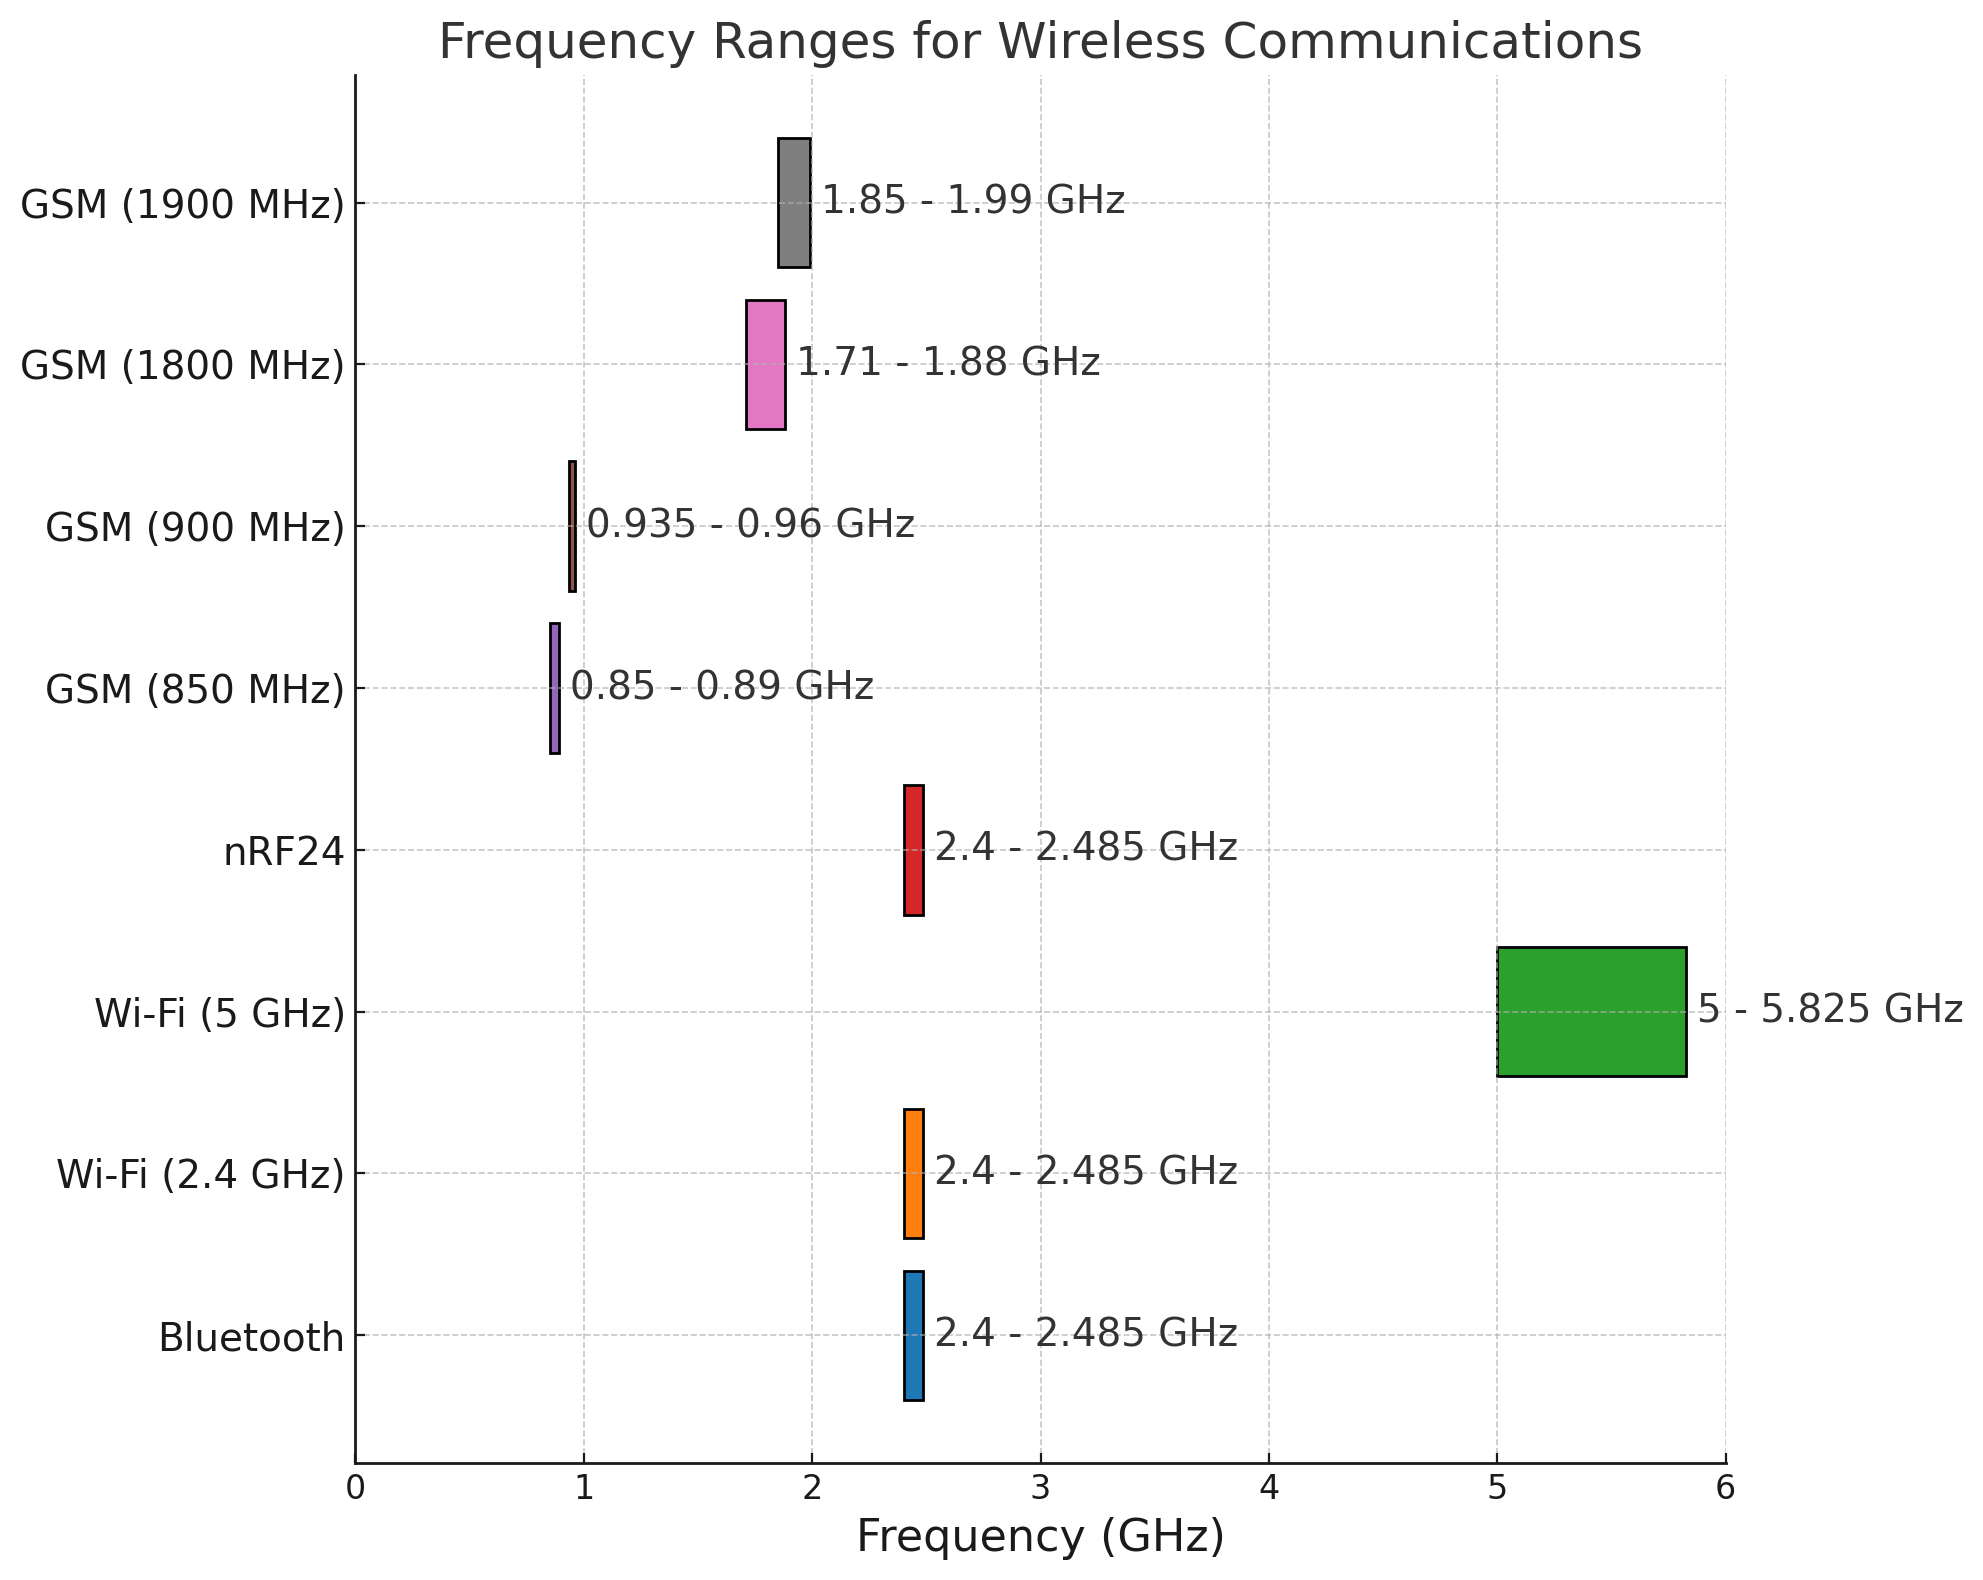 Frequency Ranges for Wireless Communications
GSM (1900 MHz)
1.85 - 1.99 GHz
GSM (1800 MHz)
1.71 - 1.88 GHz
GSM (900 MHz)
0.935 - 0.96 GHz
GSM (850 MHz)
0.85 - 0.89 GHz
nRF24
2.4 - 2.485 GHz
Wi-Fi (5 GHz)
5 - 5.825 GHz
Wi-Fi (2.4 GHz)
2.4 - 2.485 GHz
Bluetooth
2.4 - 2.485 GHz
0 1 2 3 4 5 6
Frequency (GHz)